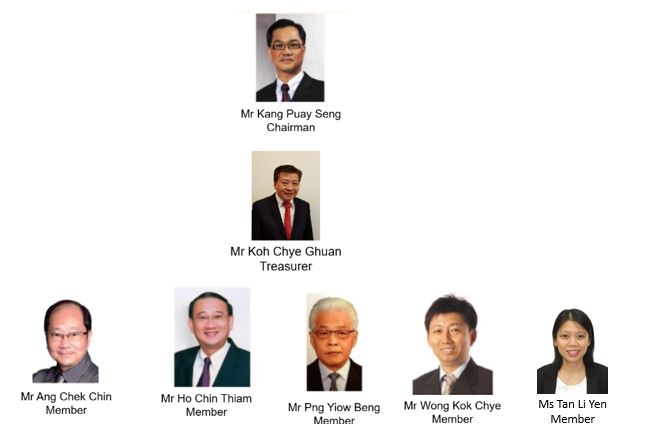 Mr Kang Puay Seng
Chairman
Mr Koh Chye Ghuan
Treasurer
Mr Ang Chek Chin
Member
Mr Ho Chin Thiam
Member
Mr Png Yiow Beng
Member
Mr Wong Kok Chye
Member
Ms Tan Li Yen
Member